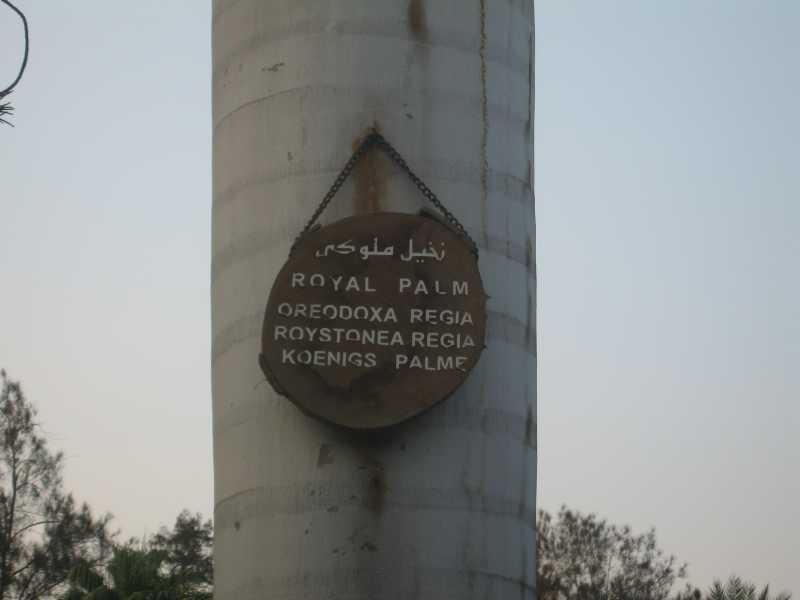 نخيل ملوكى
ROYAL PALM
OREODOXA REGIA
ROYSTONEA REGIA
KOENIGS PALME